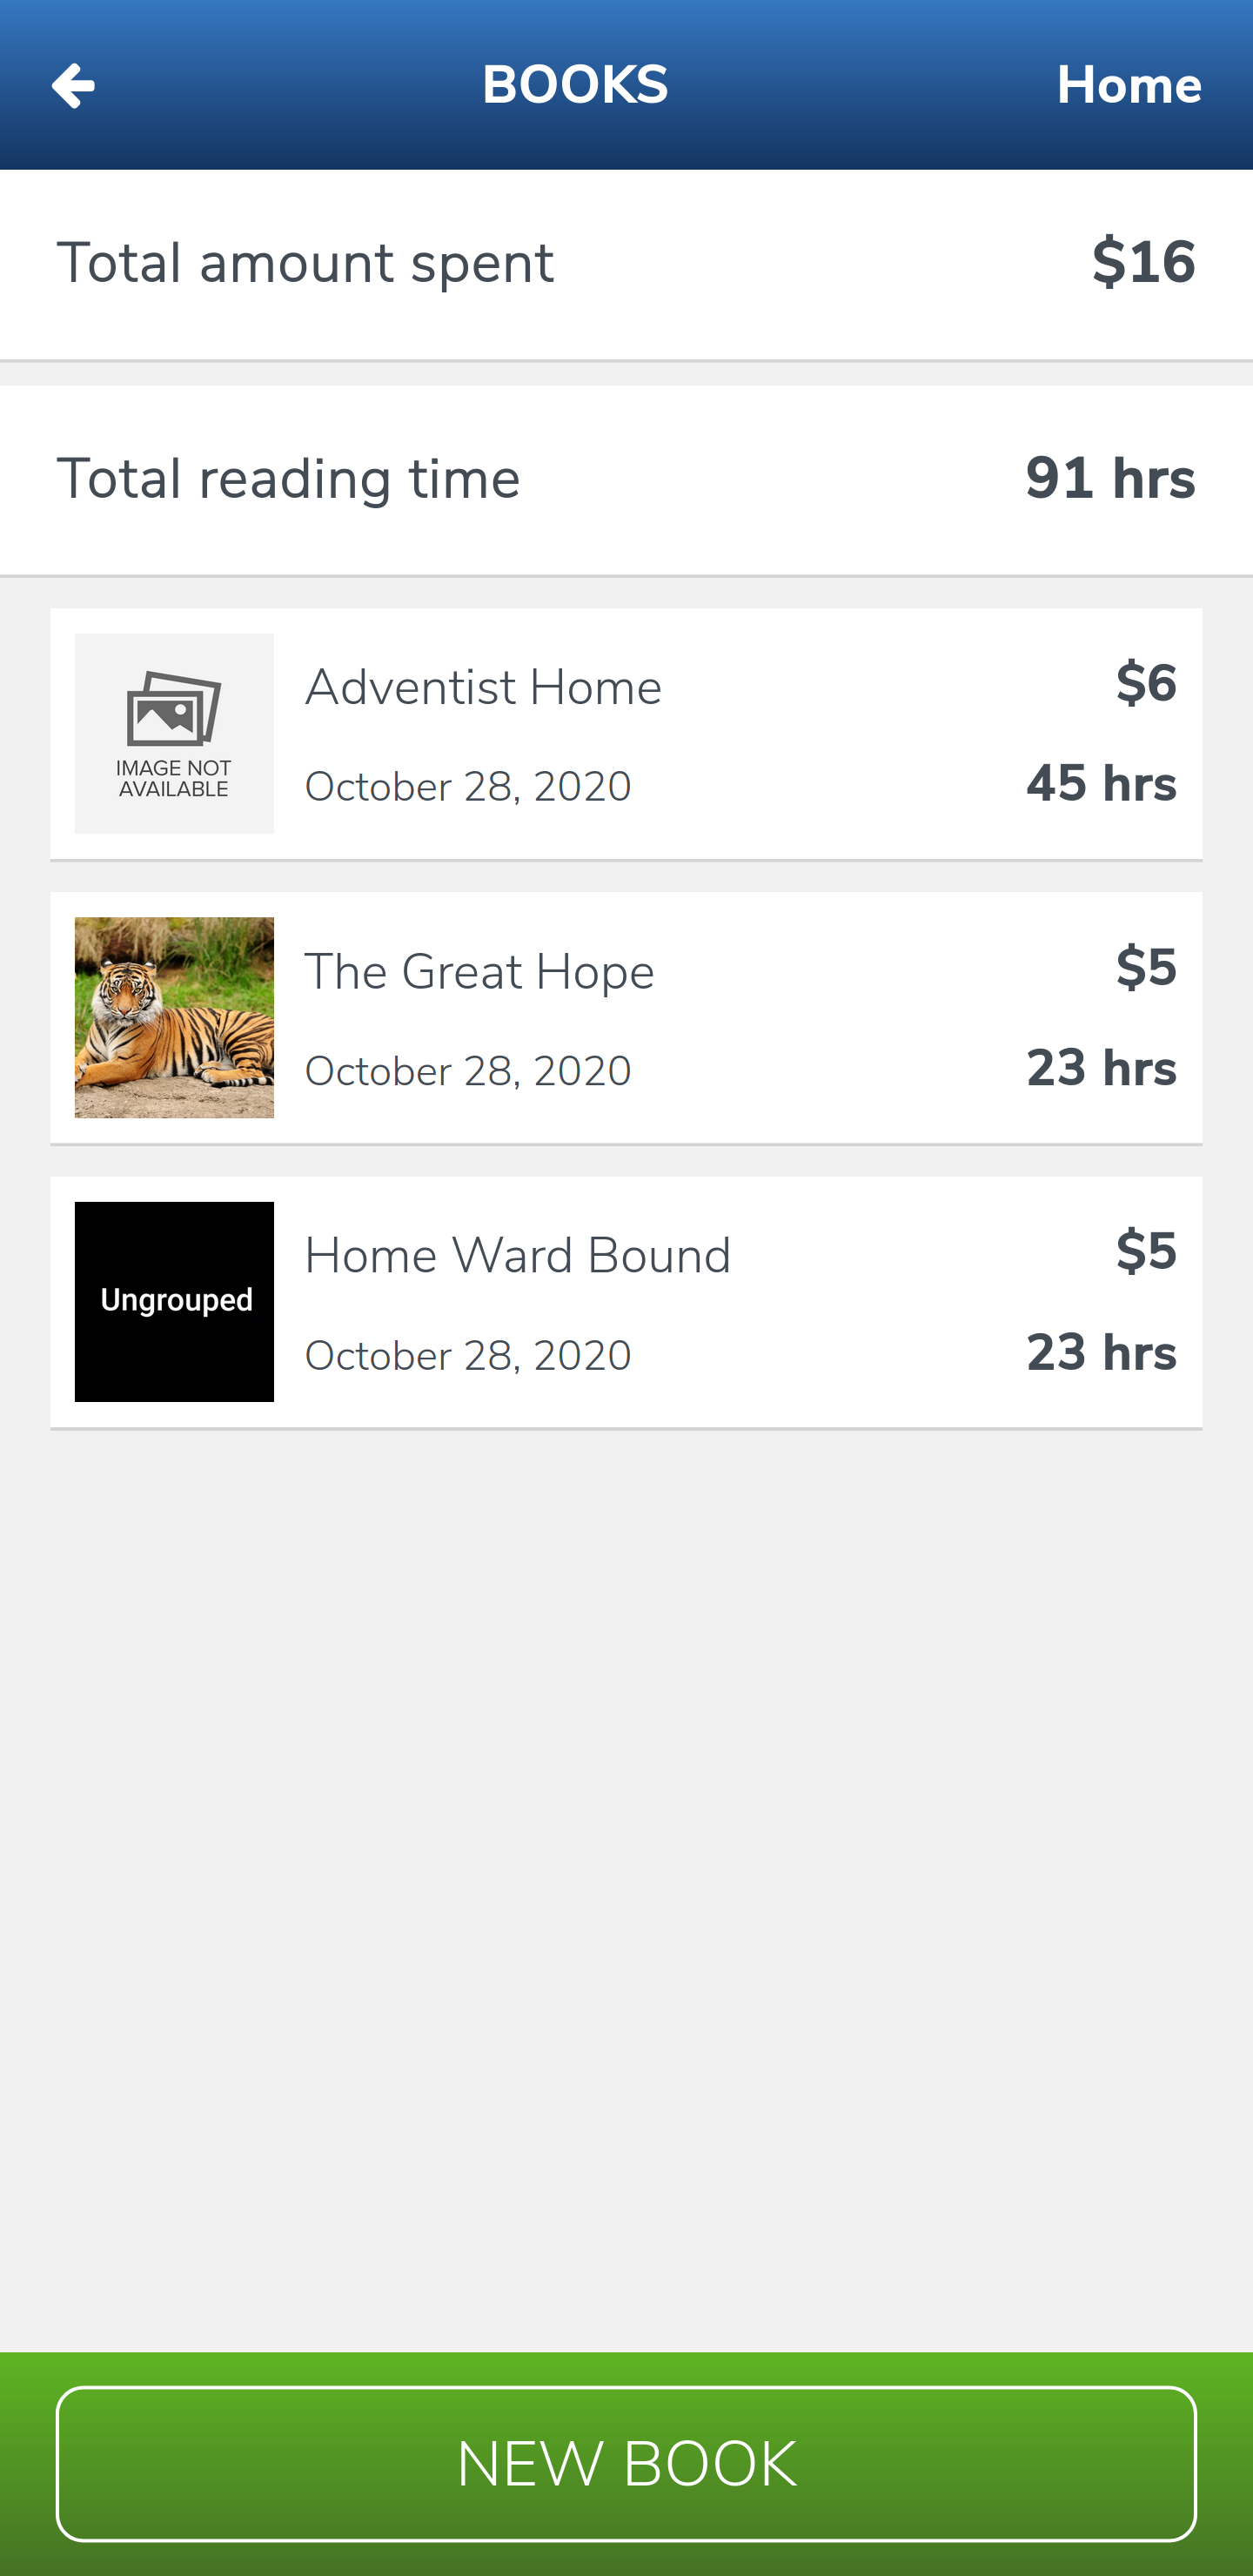 BOOKS
Home
Total amount spent
$16
Total reading time
91 hrs
IMAGE NOT
AVAILABLE
Adventist Home
$6
October 28, 2020
45 hrs
The Great Hope
$5
October 28, 2020
23 hrs
Ungrouped
Home Ward Bound
$5
October 28, 2020
23 hrs
NEW BOOK